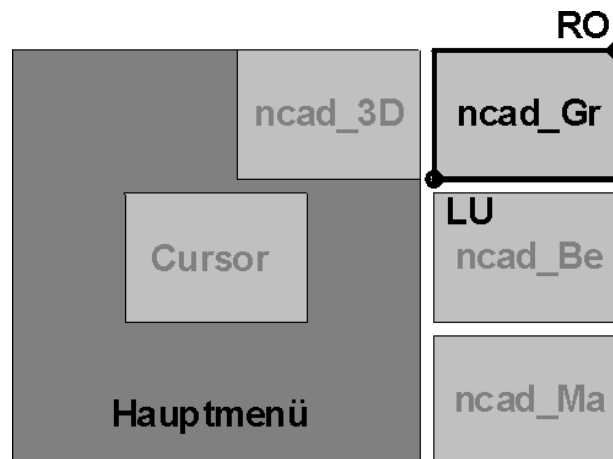 RO
ncad_3D
ncad_Gr
LU
Cursor
ncad_Be
Hauptmenü
ncad_Ma